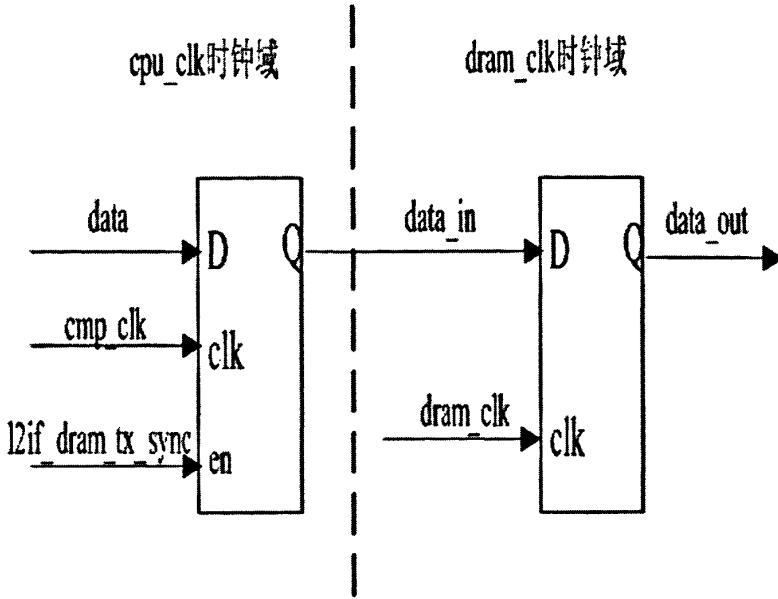 cpu_clk时钟域
dram_clk时钟域
data
data_in
data_out
D
Q
D
Q
cmp_clk
clk
dram_clk
clk
l2if_dram_tx_sync
en